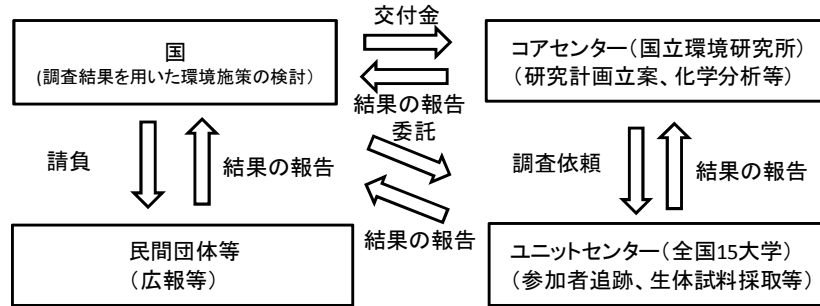 交付金
国
(調査結果を用いた環境施策の検討)
コアセンター(国立環境研究所)
(研究計画立案、化学分析等)
結果の報告
委託
請負
結果の報告
調査依頼
結果の報告
結果の報告
民間団体等
(広報等)
ユニットセンター(全国15大学)
(参加者追跡、生体試料採取等)